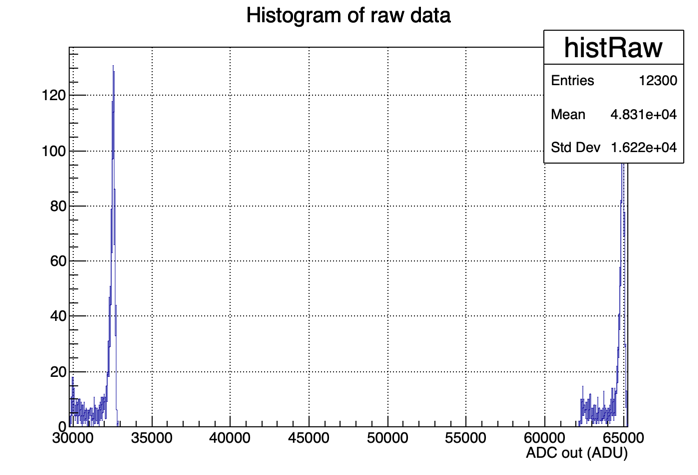 Histogram of raw data
histRaw
Entries 12300
Mean 4.831e+04
Std Dev 1.622e+04
120
100
80
60
40
20
0
30000 35000 40000 45000 50000 55000 60000 65000
ADC out (ADU)